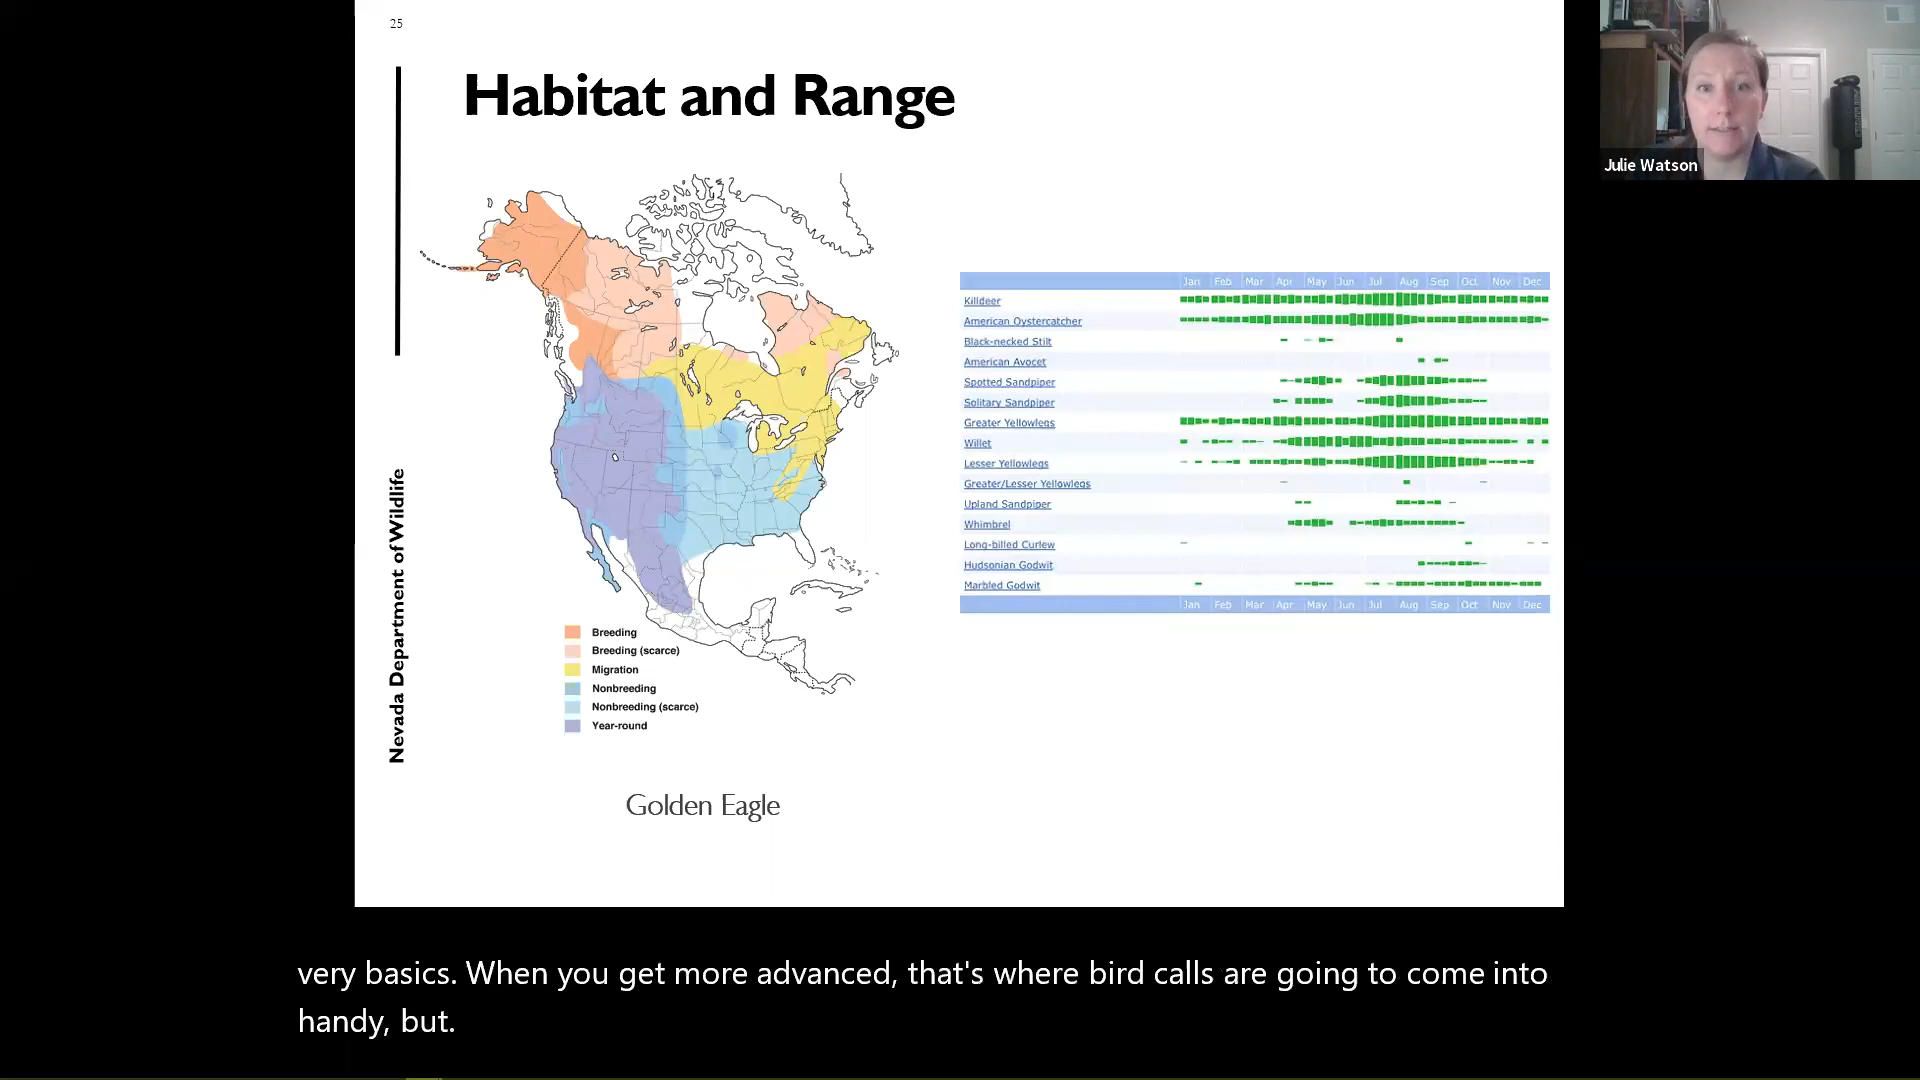 25
Habitat and Range
Nevada Department of Wildlife
Breeding
Breeding (scarce)
Migration
Nonbreeding
Nonbreeding (scarce)
Year-round
Golden Eagle
Jan Feb Mar Apr May Jun Jul Aug Sep Oct Nov Dec
Killdeer
American Oystercatcher
Black-necked Stilt
American Avocet
Spotted Sandpiper
Solitary Sandpiper
Greater Yellowlegs
Willet
Lesser Yellowlegs
Greater/Lesser Yellowlegs
Upland Sandpiper
Whimbrel
Long-billed Curlew
Hudsonian Godwit
Marbled Godwit
Jan Feb Mar Apr May Jun Jul Aug Sep Oct Nov Dec
Julie Watson
very basics. When you get more advanced, that's where bird calls are going to come into
handy, but.